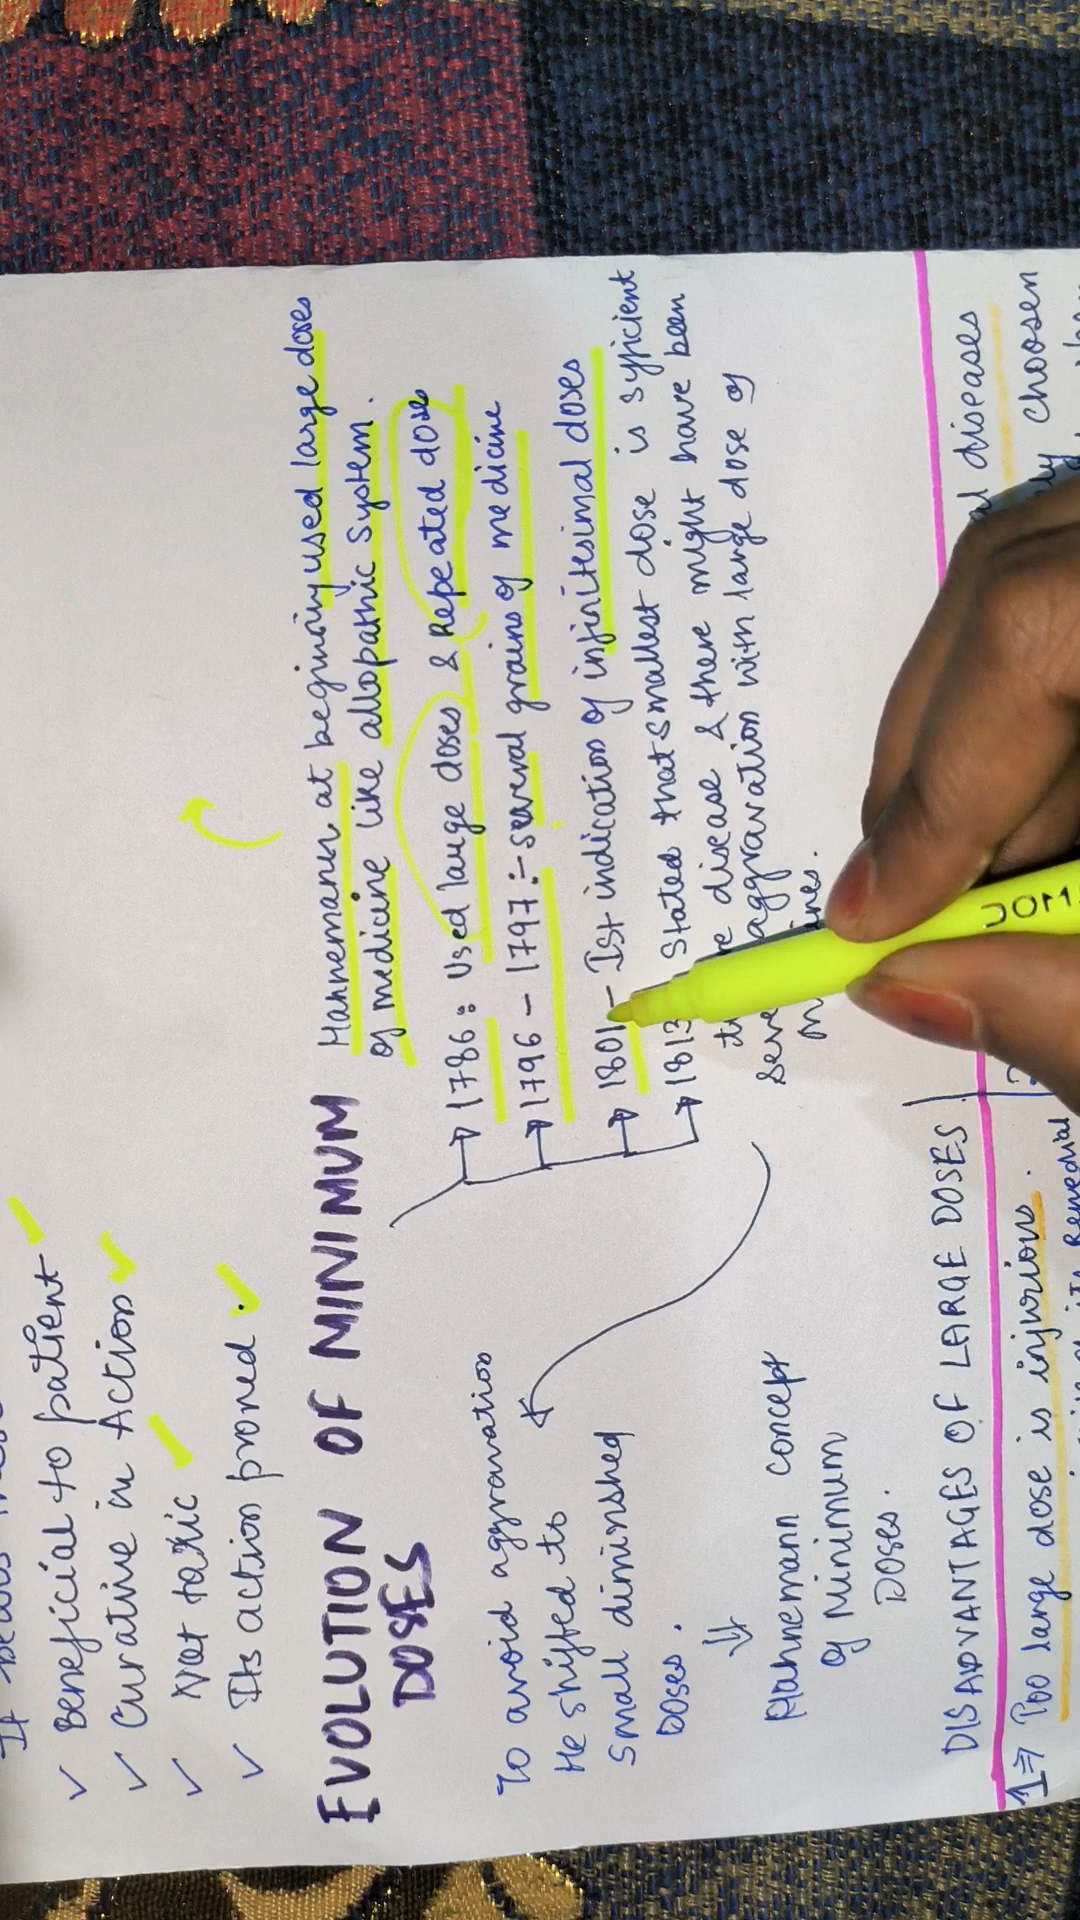 ✓ Beneficial to patient
✓ Curative in Action
✓ Not toxic
✓ Its action proned.
EVOLUTION OF MINIMUM
DOSES
Hahnemann at beginning used large doses
of medicine like allopathic system.
1786: Used large doses & Repeated doses
1796 - 1797:- several grains of medicine
1801 - Ist indication of infinitesimal doses
1813 stated that smallest dose is sufficient
disease & there might have been
aggravation with large dose of
To avoid aggravation
He shifted to
small diminished
Doses.
⇓
Hahnemann concept
of Minimum
Doses.
DISADVANTAGES OF LARGE DOSES
diseases
1⇒ Too large dose is injurious.
choosen
Remedial
DOM